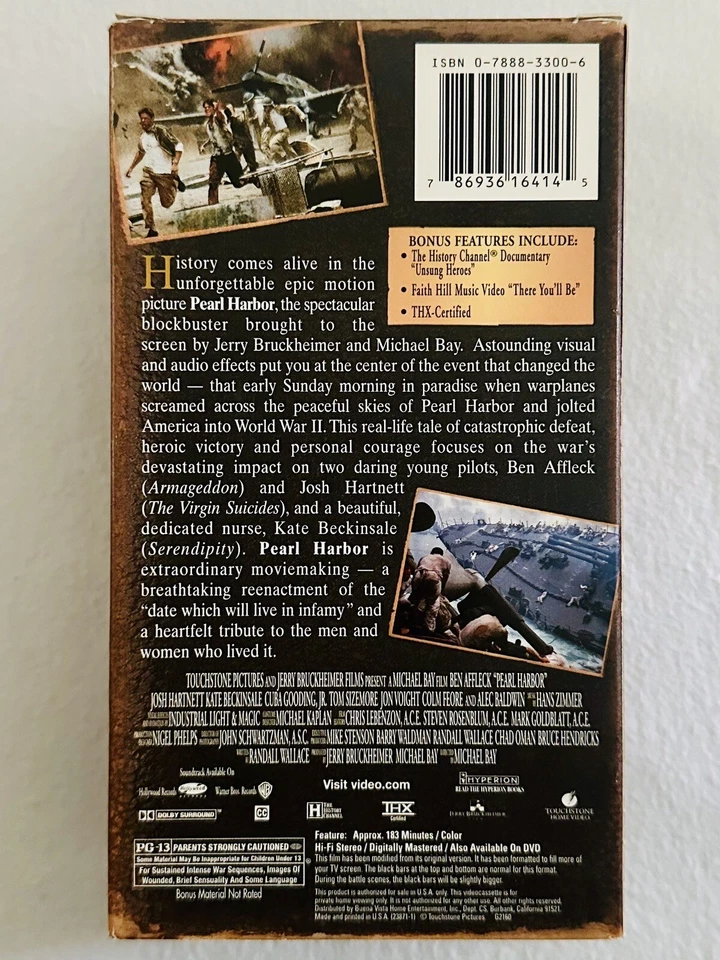 ISBN 0-7888-3300-6
7 86936 16414 5
BONUS FEATURES INCLUDE:
• The History Channel® Documentary
"Unsung Heroes"
• Faith Hill Music Video "There You'll Be"
• THX-Certified
History comes alive in the
unforgettable epic motion
picture Pearl Harbor, the spectacular
blockbuster brought to the
screen by Jerry Bruckheimer and Michael Bay. Astounding visual
and audio effects put you at the center of the event that changed the
world — that early Sunday morning in paradise when warplanes
screamed across the peaceful skies of Pearl Harbor and jolted
America into World War II. This real-life tale of catastrophic defeat,
heroic victory and personal courage focuses on the war's
devastating impact on two daring young pilots, Ben Affleck
(Armageddon) and Josh Hartnett
(The Virgin Suicides), and a beautiful,
dedicated nurse, Kate Beckinsale
(Serendipity). Pearl Harbor is
extraordinary moviemaking — a
breathtaking reenactment of the
"date which will live in infamy" and
a heartfelt tribute to the men and
women who lived it.
TOUCHSTONE PICTURES AND JERRY BRUCKHEIMER FILMS PRESENT A MICHAEL BAY FILM BEN AFFLECK "PEARL HARBOR"
JOSH HARTNETT KATE BECKINSALE CUBA GOODING, JR. TOM SIZEMORE JON VOIGHT COLM FEORE AND ALEC BALDWIN HANS ZIMMER
INDUSTRIAL LIGHT & MAGIC MICHAEL KAPLAN CHRIS LEBENZON, A.C.E. STEVEN ROSENBLUM, A.C.E. MARK GOLDBLATT, A.C.E.
NIGEL PHELPS JOHN SCHWARTZMAN, A.S.C. MIKE STENSON BARRY WALDMAN RANDALL WALLACE CHAD OMAN BRUCE HENDRICKS
RANDALL WALLACE JERRY BRUCKHEIMER MICHAEL BAY MICHAEL BAY
Soundtrack Available On
Hollywood Records Warner Bros. Records
Visit video.com
HYPERION
READ THE HYPERION BOOKS
DOLBY SURROUND
CC
H THE HISTORY CHANNEL
THX
Certified
JERRY BRUCKHEIMER
TOUCHSTONE
HOME VIDEO
PG-13 PARENTS STRONGLY CAUTIONED
Some Material May Be Inappropriate for Children Under 13
For Sustained Intense War Sequences, Images Of
Wounded, Brief Sensuality And Some Language
®
Bonus Material Not Rated
Feature: Approx. 183 Minutes / Color
Hi-Fi Stereo / Digitally Mastered / Also Available On DVD
This film has been modified from its original version. It has been formatted to fill more of
your TV screen. The black bars at the top and bottom are normal for this format.
During the battle scenes, the black bars will be slightly bigger.
This product is authorized for sale in U.S.A. only. This videocassette is for
private home viewing only. It is not authorized for any other use. All other rights reserved.
Distributed by Buena Vista Home Entertainment, Inc., Dept. CS, Burbank, California 91521.
Made and printed in U.S.A. (23871-1) © Touchstone Pictures. G2160